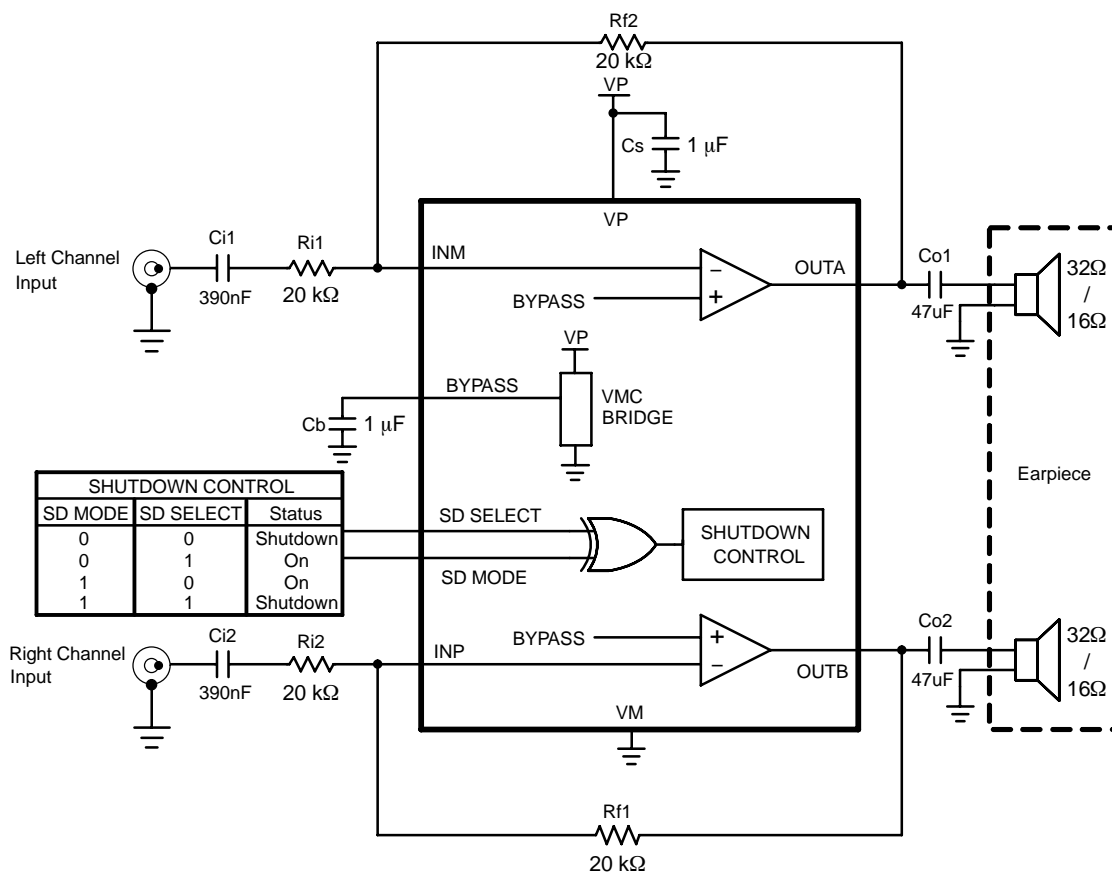 Rf2
20 kΩ
VP
Cs
1 μF
VP
Left Channel
Input
Ci1
390nF
Ri1
20 kΩ
INM
BYPASS
−
+
OUTA
Co1
47uF
32Ω
/
16Ω
VP
BYPASS
VMC
BRIDGE
Cb
1 μF
Earpiece
SHUTDOWN CONTROL
SD MODE SD SELECT Status
0 0 Shutdown
0 1 On
1 0 On
1 1 Shutdown
SD SELECT
SD MODE
SHUTDOWN
CONTROL
Right Channel
Input
Ci2
390nF
Ri2
20 kΩ
INP
BYPASS
+
−
OUTB
Co2
47uF
32Ω
/
16Ω
VM
Rf1
20 kΩ